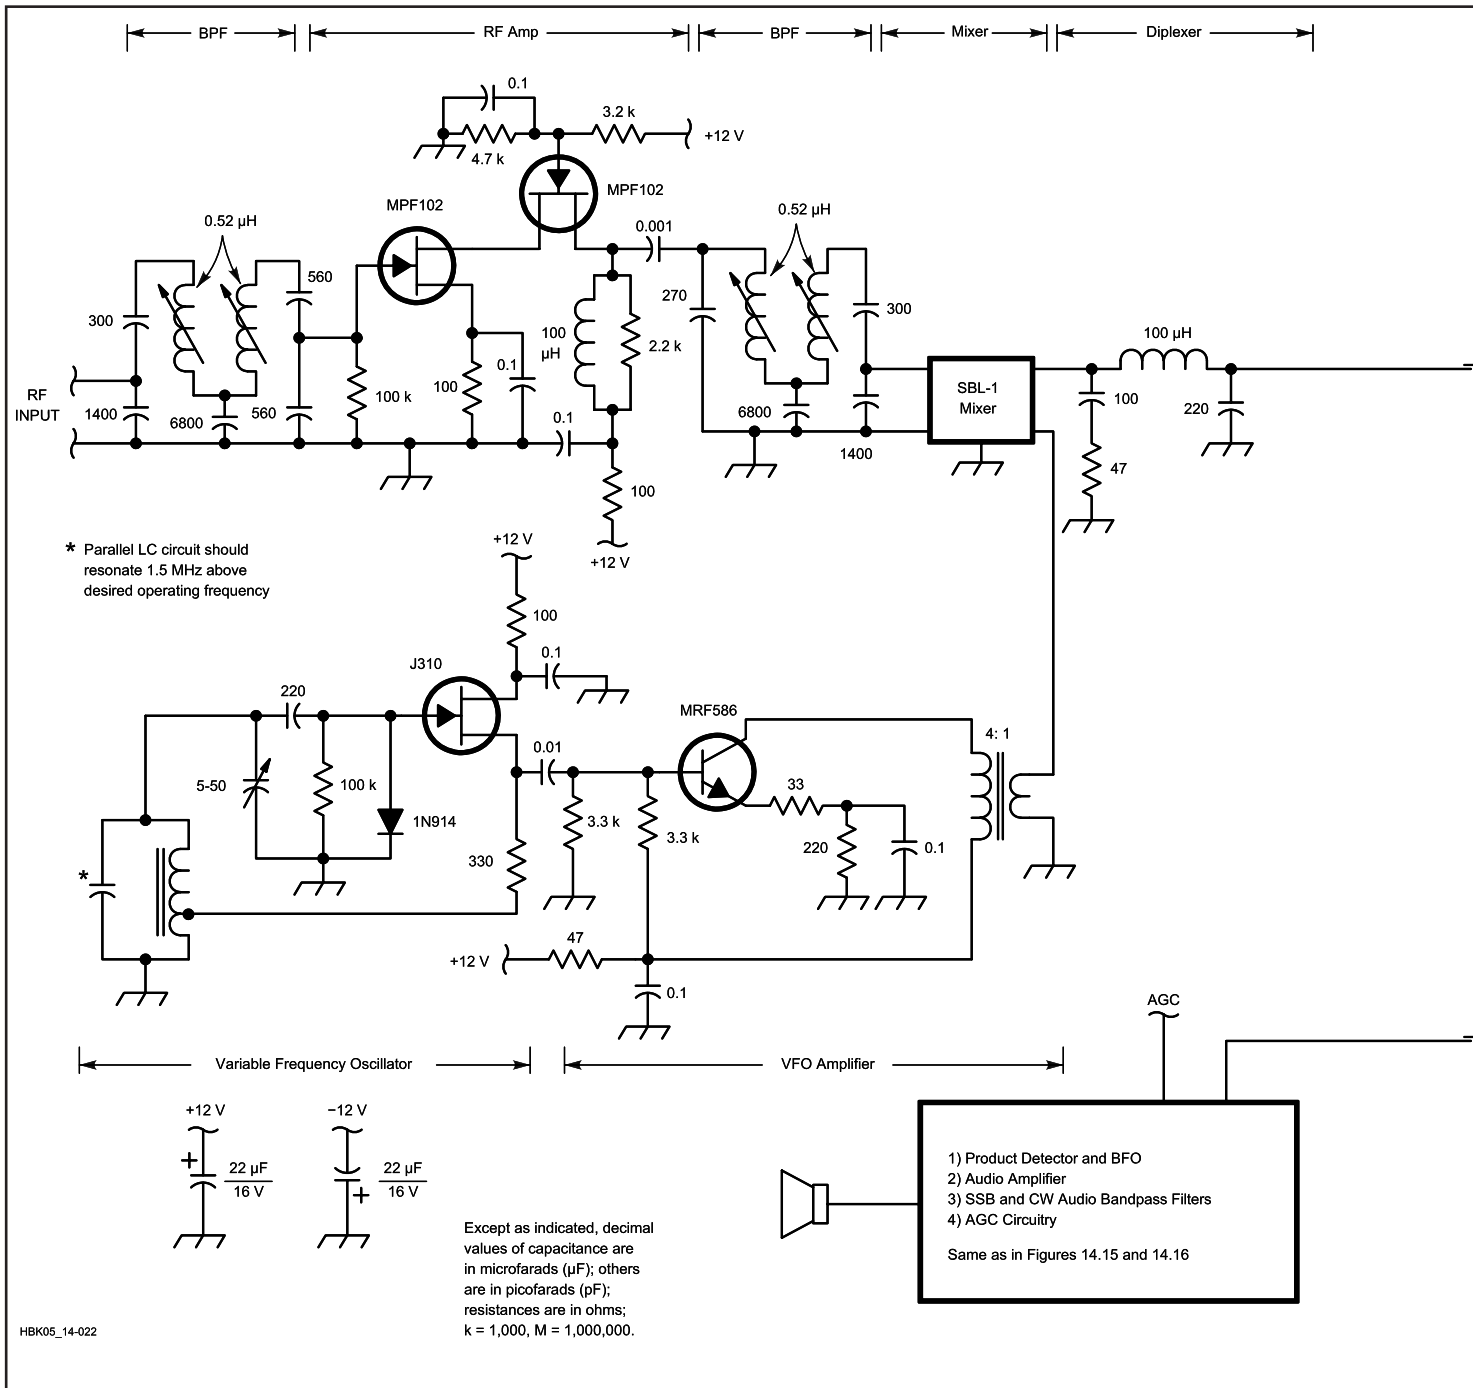 BPF
RF Amp
BPF
Mixer
Diplexer
0.1
3.2 k
+12 V
4.7 k
MPF102
MPF102
0.52 µH
0.52 µH
0.001
560
270
300
300
100 µH
100
µH
2.2 k
RF
INPUT
1400
6800
560
100 k
100
0.1
0.1
6800
1400
SBL-1
Mixer
100
220
47
100
+12 V
* Parallel LC circuit should
resonate 1.5 MHz above
desired operating frequency
+12 V
100
0.1
J310
220
MRF586
4: 1
0.01
5-50
100 k
1N914
33
3.3 k
3.3 k
330
220
0.1
*
47
+12 V
0.1
AGC
Variable Frequency Oscillator
VFO Amplifier
+12 V
−12 V
+
22 µF
16 V
22 µF
16 V
+
1) Product Detector and BFO
2) Audio Amplifier
3) SSB and CW Audio Bandpass Filters
4) AGC Circuitry
Same as in Figures 14.15 and 14.16
Except as indicated, decimal
values of capacitance are
in microfarads (µF); others
are in picofarads (pF);
resistances are in ohms;
k = 1,000, M = 1,000,000.
HBK05_14-022